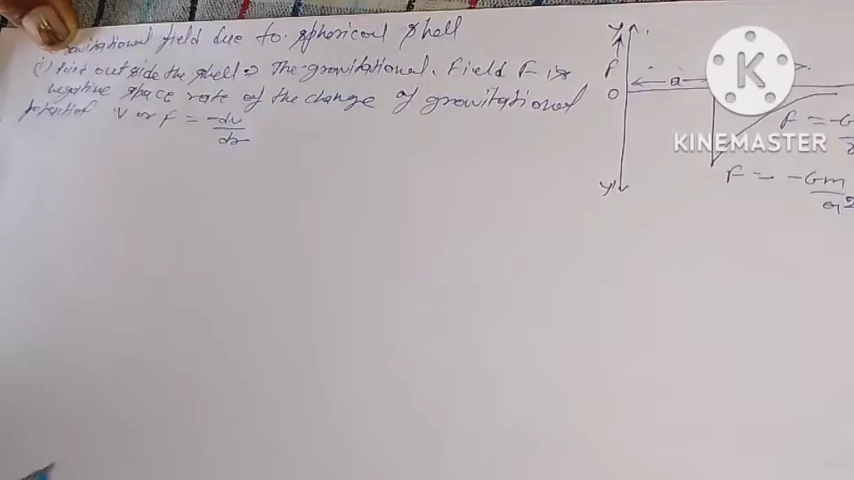 Gravitational field due to spherical shell
(i) Point outside the shell => The gravitational Field F is
negative space rate of the change of gravitational
potential V or F = -dv/dr
Y
F
a
O
F = -G
Y'
F = -Gm/a²
K
KINEMASTER